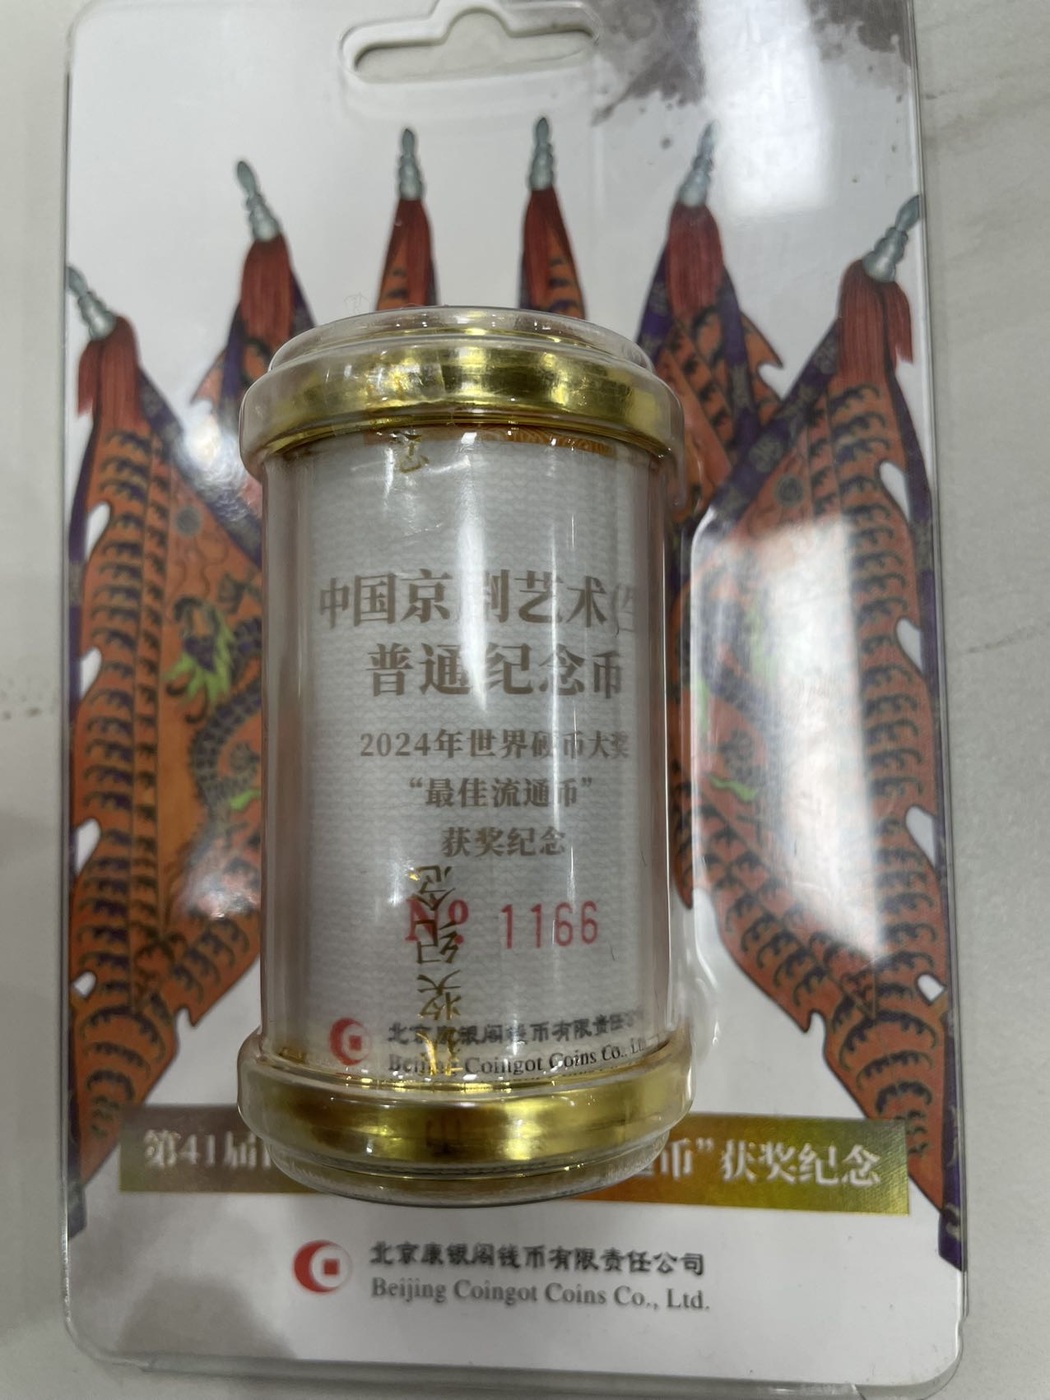 中国京剧艺术(
普通纪念币
2024年世界硬币大奖
“最佳流通币”
获奖纪念
奖纪念
№ 1166
北京康银阁钱币有限责任
Beijing Coingot Coins Co., Ltd.
第41届
通币”获奖纪念
北京康银阁钱币有限责任公司
Beijing Coingot Coins Co., Ltd.